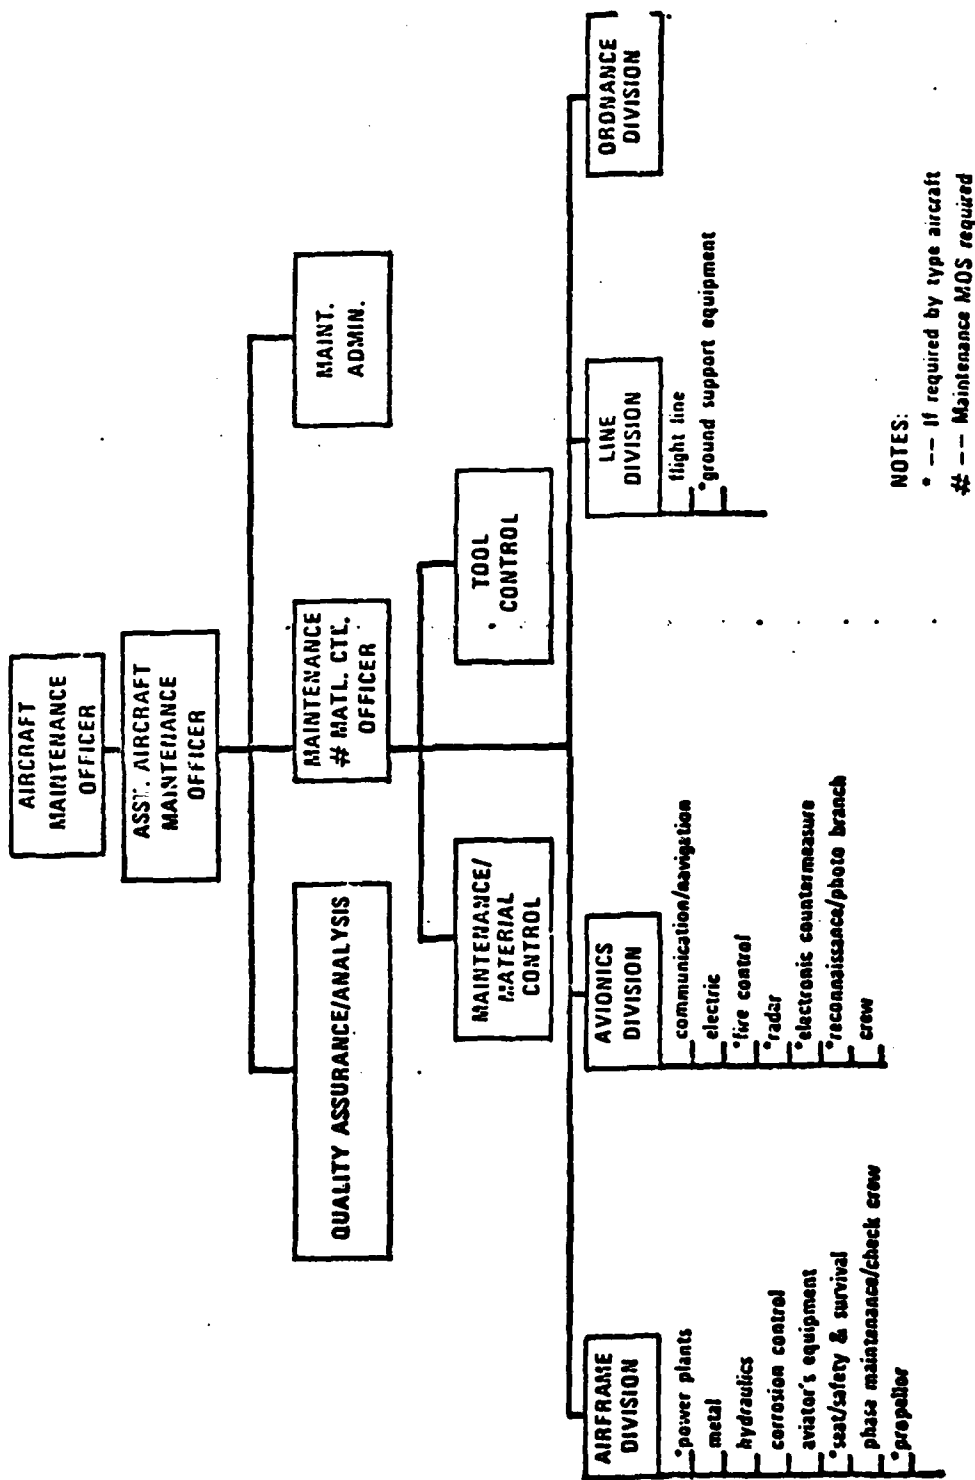 AIRCRAFT
MAINTENANCE
OFFICER
ASST. AIRCRAFT
MAINTENANCE
OFFICER
QUALITY ASSURANCE/ANALYSIS
MAINTENANCE
# MATL. CTL.
OFFICER
MAINT.
ADMIN.
MAINTENANCE/
MATERIAL
CONTROL
TOOL
CONTROL
AIRFRAME
DIVISION
*power plants
metal
hydraulics
corrosion control
aviator's equipment
*seat/safety & survival
phase maintenance/check crew
*propeller
AVIONICS
DIVISION
communication/navigation
electric
*fire control
*radar
*electronic countermeasure
*reconnaissance/photo branch
crew
LINE
DIVISION
flight line
*ground support equipment
ORDNANCE
DIVISION
NOTES:
* -- If required by type aircraft
# -- Maintenance MOS required